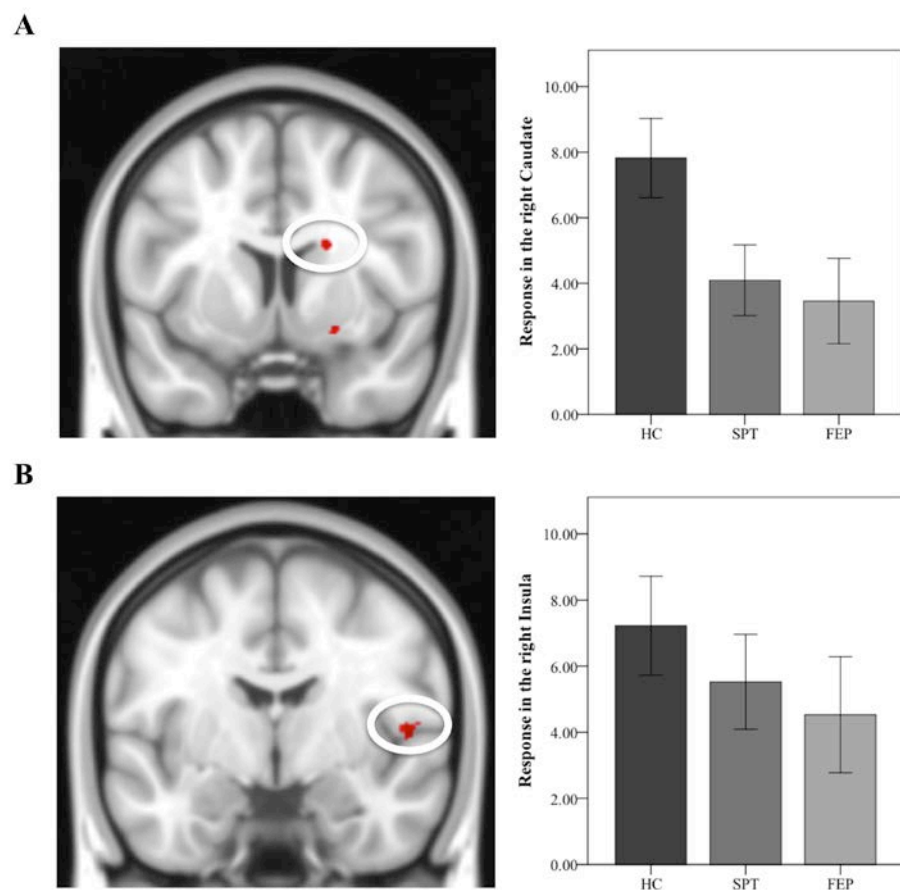 A
Response in the right Caudate
10.00
8.00
6.00
4.00
2.00
0.00
HC SPT FEP
B
Response in the right Insula
10.00
8.00
6.00
4.00
2.00
0.00
HC SPT FEP